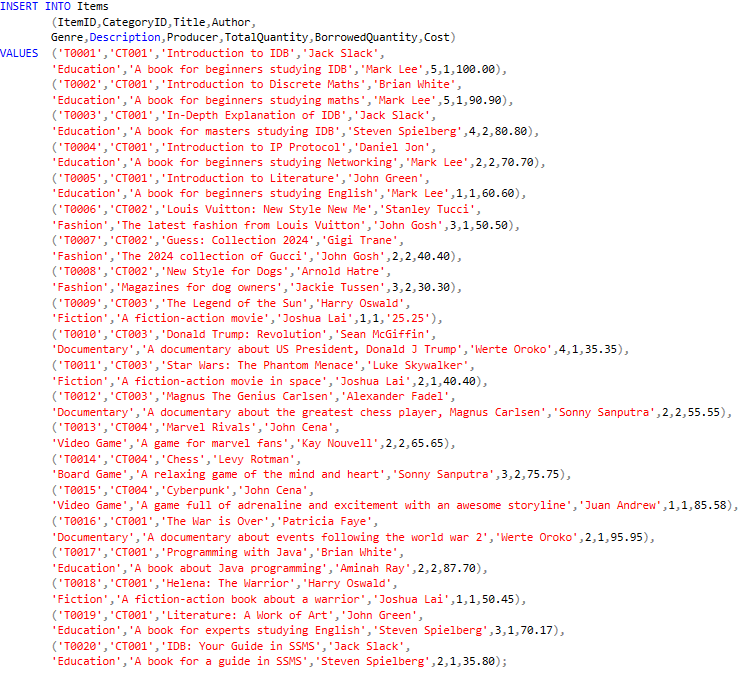 INSERT INTO Items
(ItemID,CategoryID,Title,Author,
Genre,Description,Producer,TotalQuantity,BorrowedQuantity,Cost)
VALUES ('T0001','CT001','Introduction to IDB','Jack Slack',
'Education','A book for beginners studying IDB','Mark Lee',5,1,100.00),
('T0002','CT001','Introduction to Discrete Maths','Brian White',
'Education','A book for beginners studying maths','Mark Lee',5,1,90.90),
('T0003','CT001','In-Depth Explanation of IDB','Jack Slack',
'Education','A book for masters studying IDB','Steven Spielberg',4,2,80.80),
('T0004','CT001','Introduction to IP Protocol','Daniel Jon',
'Education','A book for beginners studying Networking','Mark Lee',2,2,70.70),
('T0005','CT001','Introduction to Literature','John Green',
'Education','A book for beginners studying English','Mark Lee',1,1,60.60),
('T0006','CT002','Louis Vuitton: New Style New Me','Stanley Tucci',
'Fashion','The latest fashion from Louis Vuitton','John Gosh',3,1,50.50),
('T0007','CT002','Guess: Collection 2024','Gigi Trane',
'Fashion','The 2024 collection of Gucci','John Gosh',2,2,40.40),
('T0008','CT002','New Style for Dogs','Arnold Hatre',
'Fashion','Magazines for dog owners','Jackie Tussen',3,2,30.30),
('T0009','CT003','The Legend of the Sun','Harry Oswald',
'Fiction','A fiction-action movie','Joshua Lai',1,1,'25.25'),
('T0010','CT003','Donald Trump: Revolution','Sean McGiffin',
'Documentary','A documentary about US President, Donald J Trump','Werte Oroko',4,1,35.35),
('T0011','CT003','Star Wars: The Phantom Menace','Luke Skywalker',
'Fiction','A fiction-action movie in space','Joshua Lai',2,1,40.40),
('T0012','CT003','Magnus The Genius Carlsen','Alexander Fadel',
'Documentary','A documentary about the greatest chess player, Magnus Carlsen','Sonny Sanputra',2,2,55.55),
('T0013','CT004','Marvel Rivals','John Cena',
'Video Game','A game for marvel fans','Kay Nouvell',2,2,65.65),
('T0014','CT004','Chess','Levy Rotman',
'Board Game','A relaxing game of the mind and heart','Sonny Sanputra',3,2,75.75),
('T0015','CT004','Cyberpunk','John Cena',
'Video Game','A game full of adrenaline and excitement with an awesome storyline','Juan Andrew',1,1,85.58),
('T0016','CT001','The War is Over','Patricia Faye',
'Documentary','A documentary about events following the world war 2','Werte Oroko',2,1,95.95),
('T0017','CT001','Programming with Java','Brian White',
'Education','A book about Java programming','Aminah Ray',2,2,87.70),
('T0018','CT001','Helena: The Warrior','Harry Oswald',
'Fiction','A fiction-action book about a warrior','Joshua Lai',1,1,50.45),
('T0019','CT001','Literature: A Work of Art','John Green',
'Education','A book for experts studying English','Steven Spielberg',3,1,70.17),
('T0020','CT001','IDB: Your Guide in SSMS','Jack Slack',
'Education','A book for a guide in SSMS','Steven Spielberg',2,1,35.80);